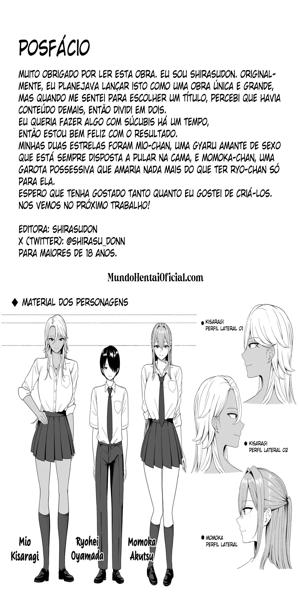 POSFÁCIO
MUITO OBRIGADO POR LER ESTA OBRA. EU SOU SHIRASUDON. ORIGINAL-
MENTE, EU PLANEJAVA LANÇAR ISTO COMO UMA OBRA ÚNICA E GRANDE,
MAS QUANDO ME SENTEI PARA ESCOLHER UM TÍTULO, PERCEBI QUE HAVIA
CONTEÚDO DEMAIS, ENTÃO DIVIDI EM DOIS.
EU QUERIA FAZER ALGO COM SÚCUBIS HÁ UM TEMPO,
ENTÃO ESTOU BEM FELIZ COM O RESULTADO.
MINHAS DUAS ESTRELAS FORAM MIO-CHAN, UMA GYARU AMANTE DE SEXO
QUE ESTÁ SEMPRE DISPOSTA A PULAR NA CAMA, E MOMOKA-CHAN, UMA
GAROTA POSSESSIVA QUE AMARIA NADA MAIS DO QUE TER RYO-CHAN SÓ
PARA ELA.
ESPERO QUE TENHA GOSTADO TANTO QUANTO EU GOSTEI DE CRIÁ-LOS.
NOS VEMOS NO PRÓXIMO TRABALHO!
EDITORA: SHIRASUDON
X (TWITTER): @SHIRASU_DONN
PARA MAIORES DE 18 ANOS.
MundoHentaiOficial.com
◆ MATERIAL DOS PERSONAGENS
● KISARAGI
PERFIL LATERAL 01
● KISARAGI
PERFIL LATERAL 02
● MOMOKA
PERFIL LATERAL
Mio
Kisaragi
Ryohei
Oyamada
Momoka
Akutsu